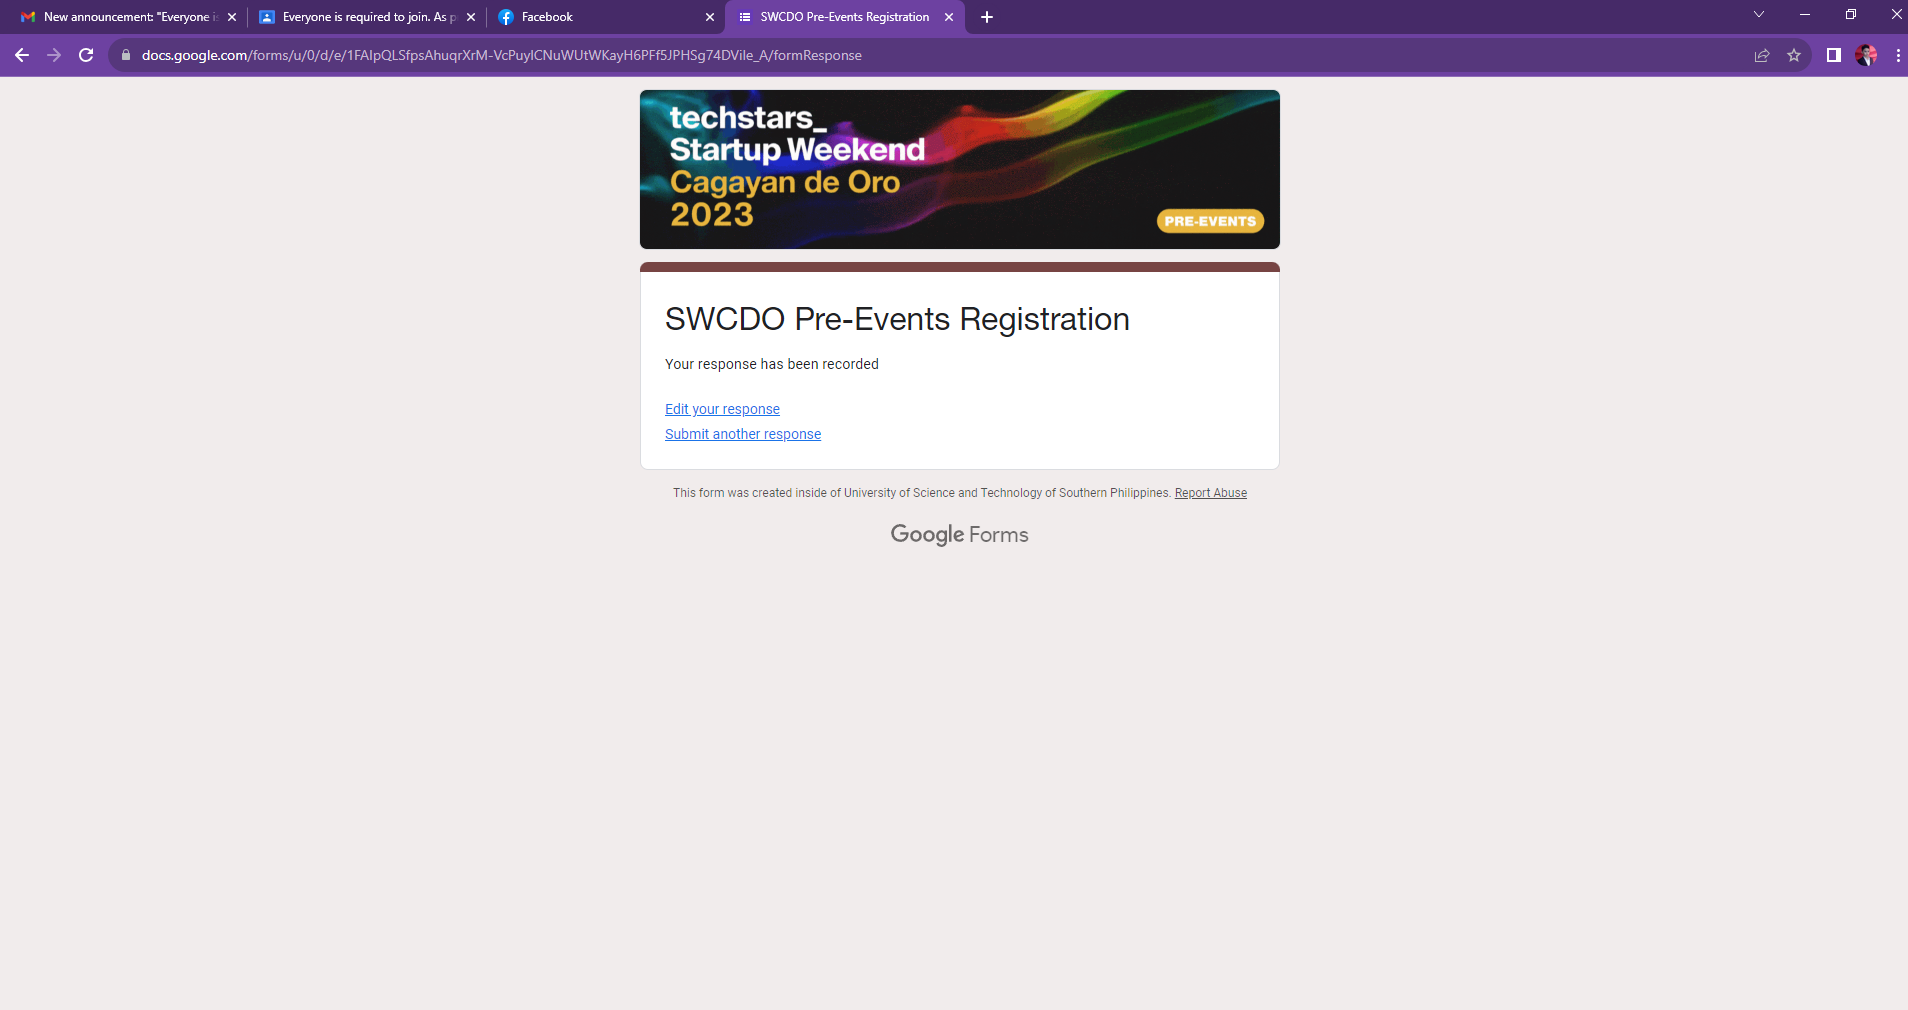 New announcement: "Everyone is
Everyone is required to join. As p
Facebook
SWCDO Pre-Events Registration
docs.google.com/forms/u/0/d/e/1FAIpQLSfpsAhuqrXrM-VcPuylCNuWUtWKayH6PFf5JPHSg74DVile_A/formResponse
techstars_
Startup Weekend
Cagayan de Oro
2023
PRE-EVENTS
SWCDO Pre-Events Registration
Your response has been recorded
Edit your response
Submit another response
This form was created inside of University of Science and Technology of Southern Philippines. Report Abuse
Google Forms